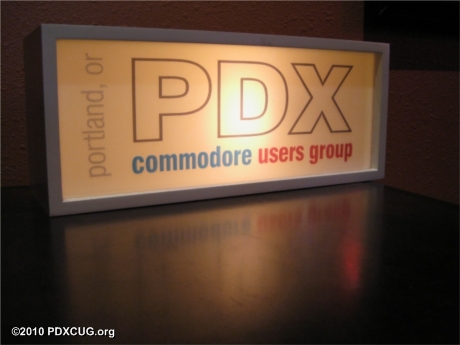 portland, or
PDX
commodore users group
©2010 PDXCUG.org